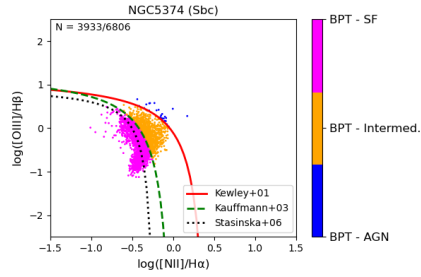 NGC5374 (Sbc)
N = 3933/6806
log([OIII]/Hβ)
2
1
0
−1
−2
−1.5
−1.0
−0.5
0.0
0.5
1.0
1.5
log([NII]/Hα)
Kewley+01
Kauffmann+03
Stasinska+06
BPT - SF
BPT - Intermed.
BPT - AGN